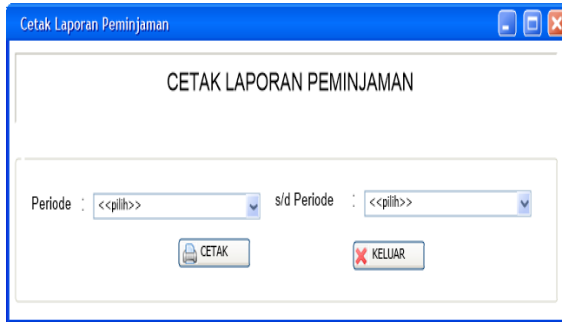 Cetak Laporan Peminjaman
CETAK LAPORAN PEMINJAMAN
Periode : <<pilih>> s/d Periode : <<pilih>>
CETAK KELUAR